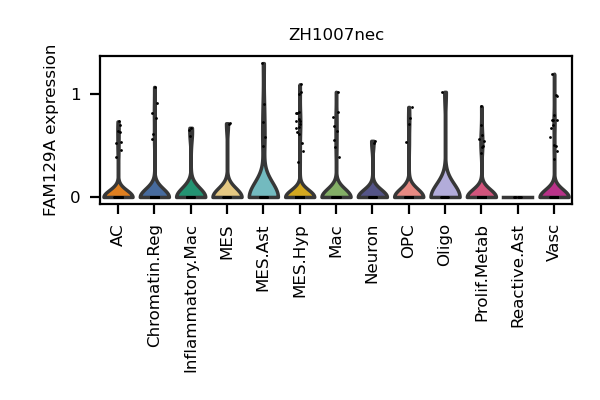 ZH1007nec
FAM129A expression
1
0
AC
Chromatin.Reg
Inflammatory.Mac
MES
MES.Ast
MES.Hyp
Mac
Neuron
OPC
Oligo
Prolif.Metab
Reactive.Ast
Vasc